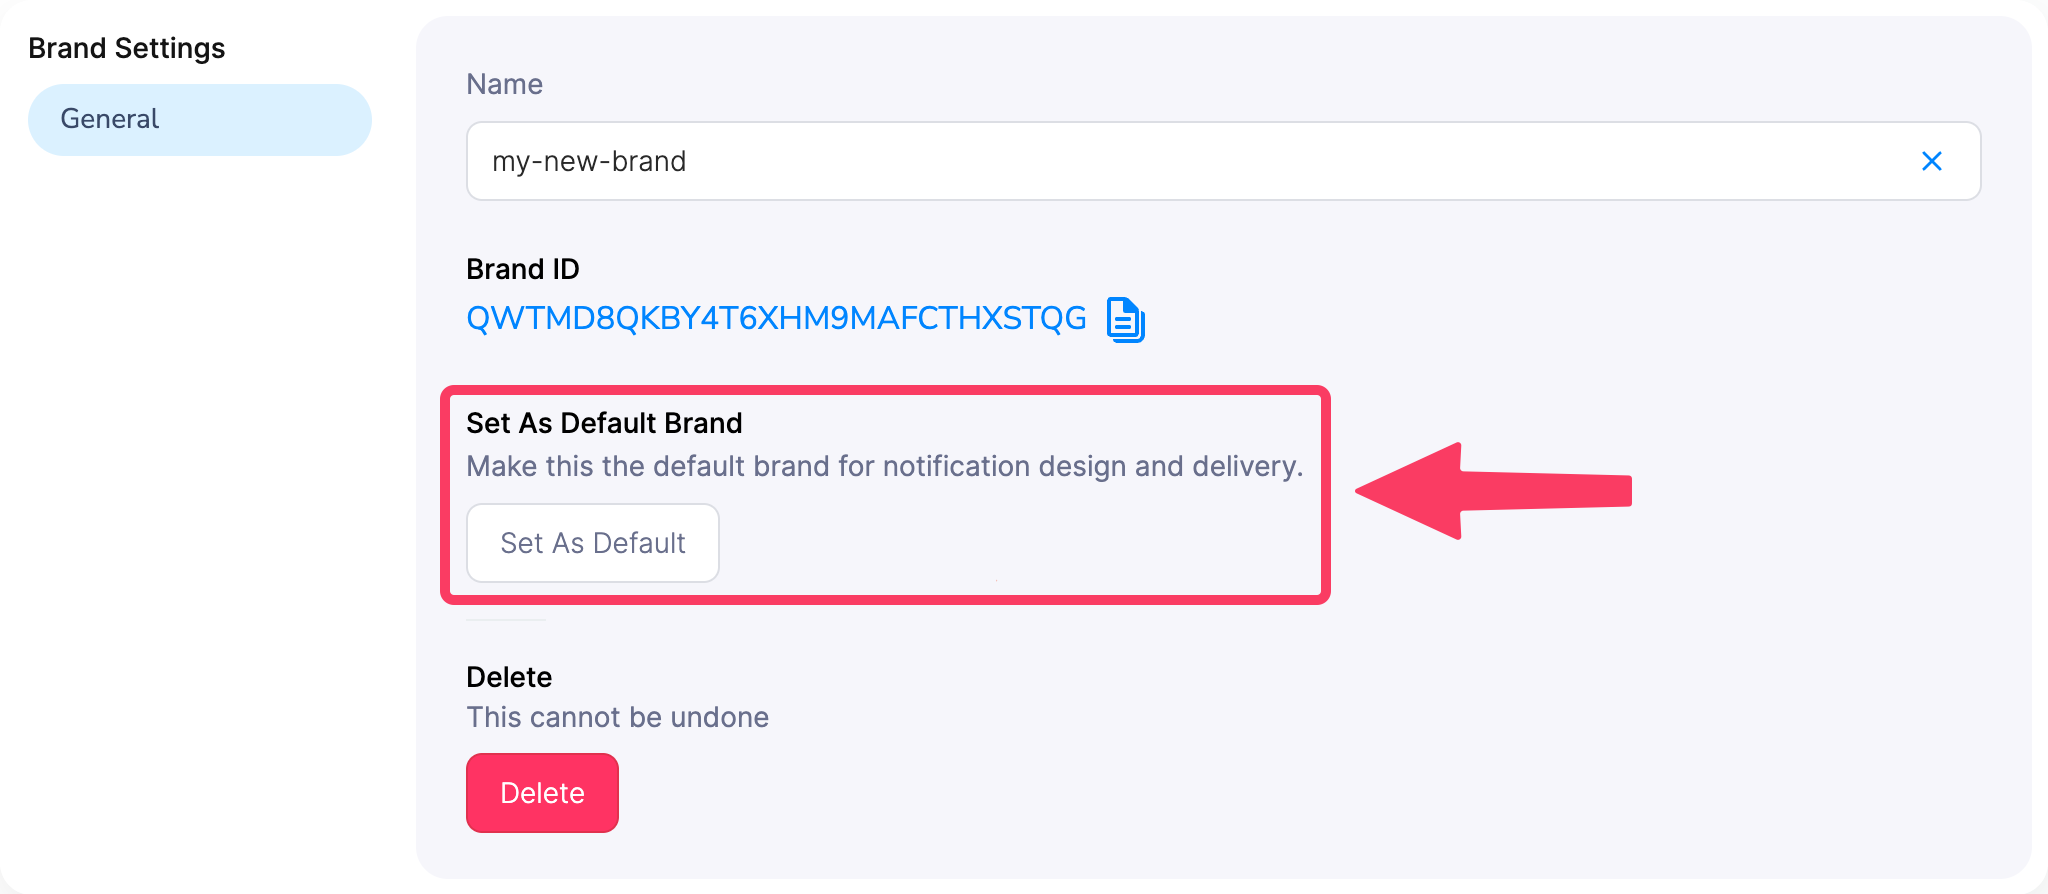 Brand Settings
General
Name
my-new-brand
Brand ID
QWTMD8QKBY4T6XHM9MAFCTHXSTQG
Set As Default Brand
Make this the default brand for notification design and delivery.
Set As Default
Delete
This cannot be undone
Delete